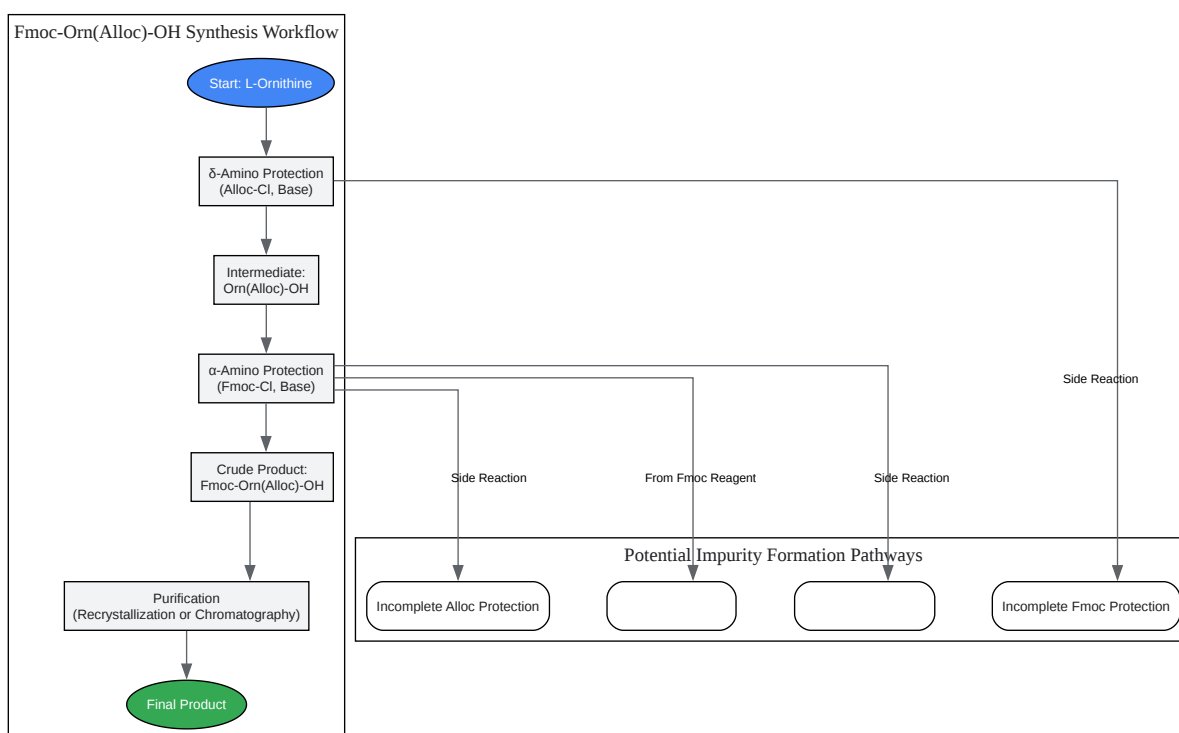 Fmoc-Orn(Alloc)-OH Synthesis Workflow
Start: L-Ornithine
δ-Amino Protection
(Alloc-Cl, Base)
Intermediate:
Orn(Alloc)-OH
α-Amino Protection
(Fmoc-Cl, Base)
Side Reaction
Crude Product:
Fmoc-Orn(Alloc)-OH
Side Reaction
From Fmoc Reagent
Side Reaction
Potential Impurity Formation Pathways
Purification
(Recrystallization or Chromatography)
Incomplete Alloc Protection
Incomplete Fmoc Protection
Final Product